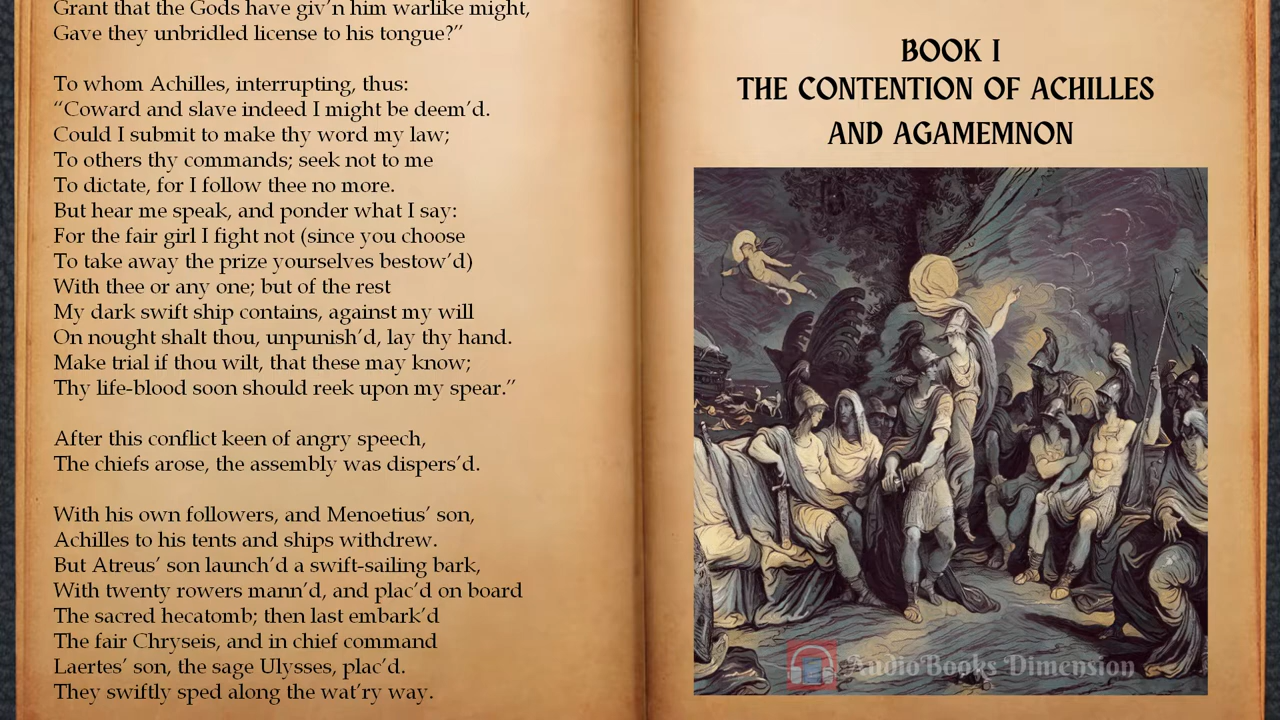 Grant that the Gods have giv’n him warlike might,
Gave they unbridled license to his tongue?”
To whom Achilles, interrupting, thus:
“Coward and slave indeed I might be deem’d.
Could I submit to make thy word my law;
To others thy commands; seek not to me
To dictate, for I follow thee no more.
But hear me speak, and ponder what I say:
For the fair girl I fight not (since you choose
To take away the prize yourselves bestow’d)
With thee or any one; but of the rest
My dark swift ship contains, against my will
On nought shalt thou, unpunish’d, lay thy hand.
Make trial if thou wilt, that these may know;
Thy life-blood soon should reek upon my spear.”
After this conflict keen of angry speech,
The chiefs arose, the assembly was dispers’d.
With his own followers, and Menoetius’ son,
Achilles to his tents and ships withdrew.
But Atreus’ son launch’d a swift-sailing bark,
With twenty rowers mann’d, and plac’d on board
The sacred hecatomb; then last embark’d
The fair Chryseis, and in chief command
Laertes’ son, the sage Ulysses, plac’d.
They swiftly sped along the wat’ry way.
BOOK I
THE CONTENTION OF ACHILLES
AND AGAMEMNON
AudioBooks Dimension